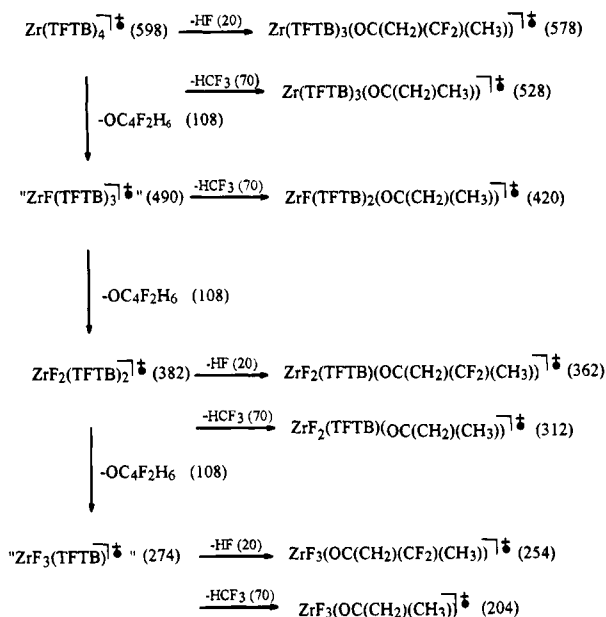 Zr(TFTB)4]+• (598) -HF (20) Zr(TFTB)3(OC(CH2)(CF2)(CH3))]+• (578)
-HCF3 (70) Zr(TFTB)3(OC(CH2)CH3))]+• (528)
-OC4F2H6 (108)
"ZrF(TFTB)3]+•" (490) -HCF3 (70) ZrF(TFTB)2(OC(CH2)(CH3))]+• (420)
-OC4F2H6 (108)
ZrF2(TFTB)2]+• (382) -HF (20) ZrF2(TFTB)(OC(CH2)(CF2)(CH3))]+• (362)
-HCF3 (70) ZrF2(TFTB)(OC(CH2)(CH3))]+• (312)
-OC4F2H6 (108)
"ZrF3(TFTB)]+•" (274) -HF (20) ZrF3(OC(CH2)(CF2)(CH3))]+• (254)
-HCF3 (70) ZrF3(OC(CH2)(CH3))]+• (204)